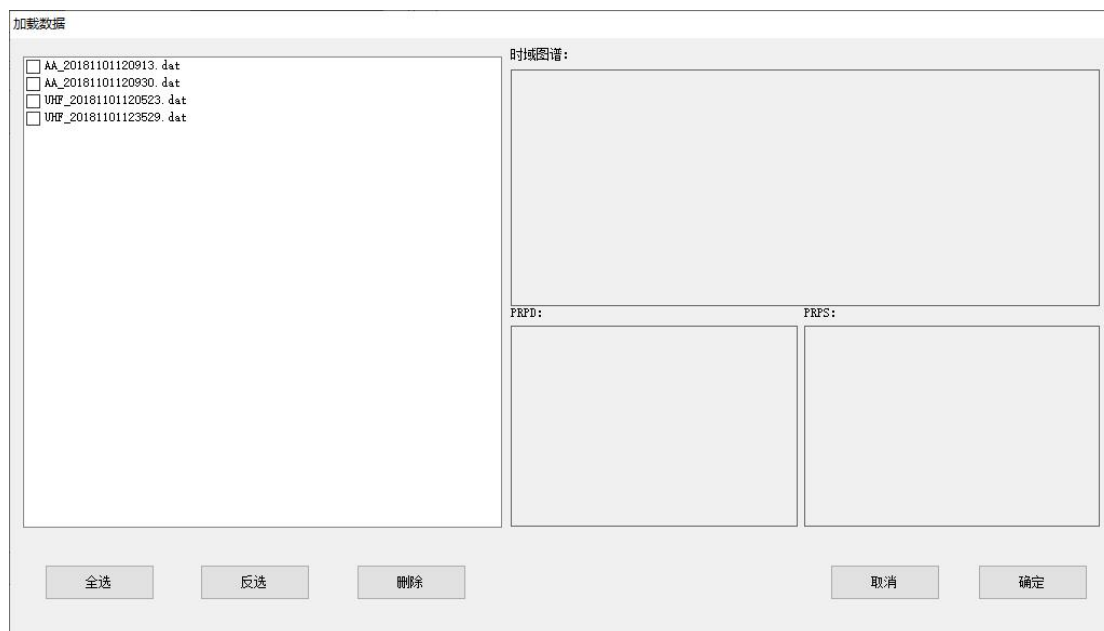 加载数据
AA_20181101120913.dat
AA_20181101120930.dat
UHF_20181101120523.dat
UHF_20181101123529.dat
时域图谱：
PRPD:
PRPS:
全选
反选
删除
取消
确定